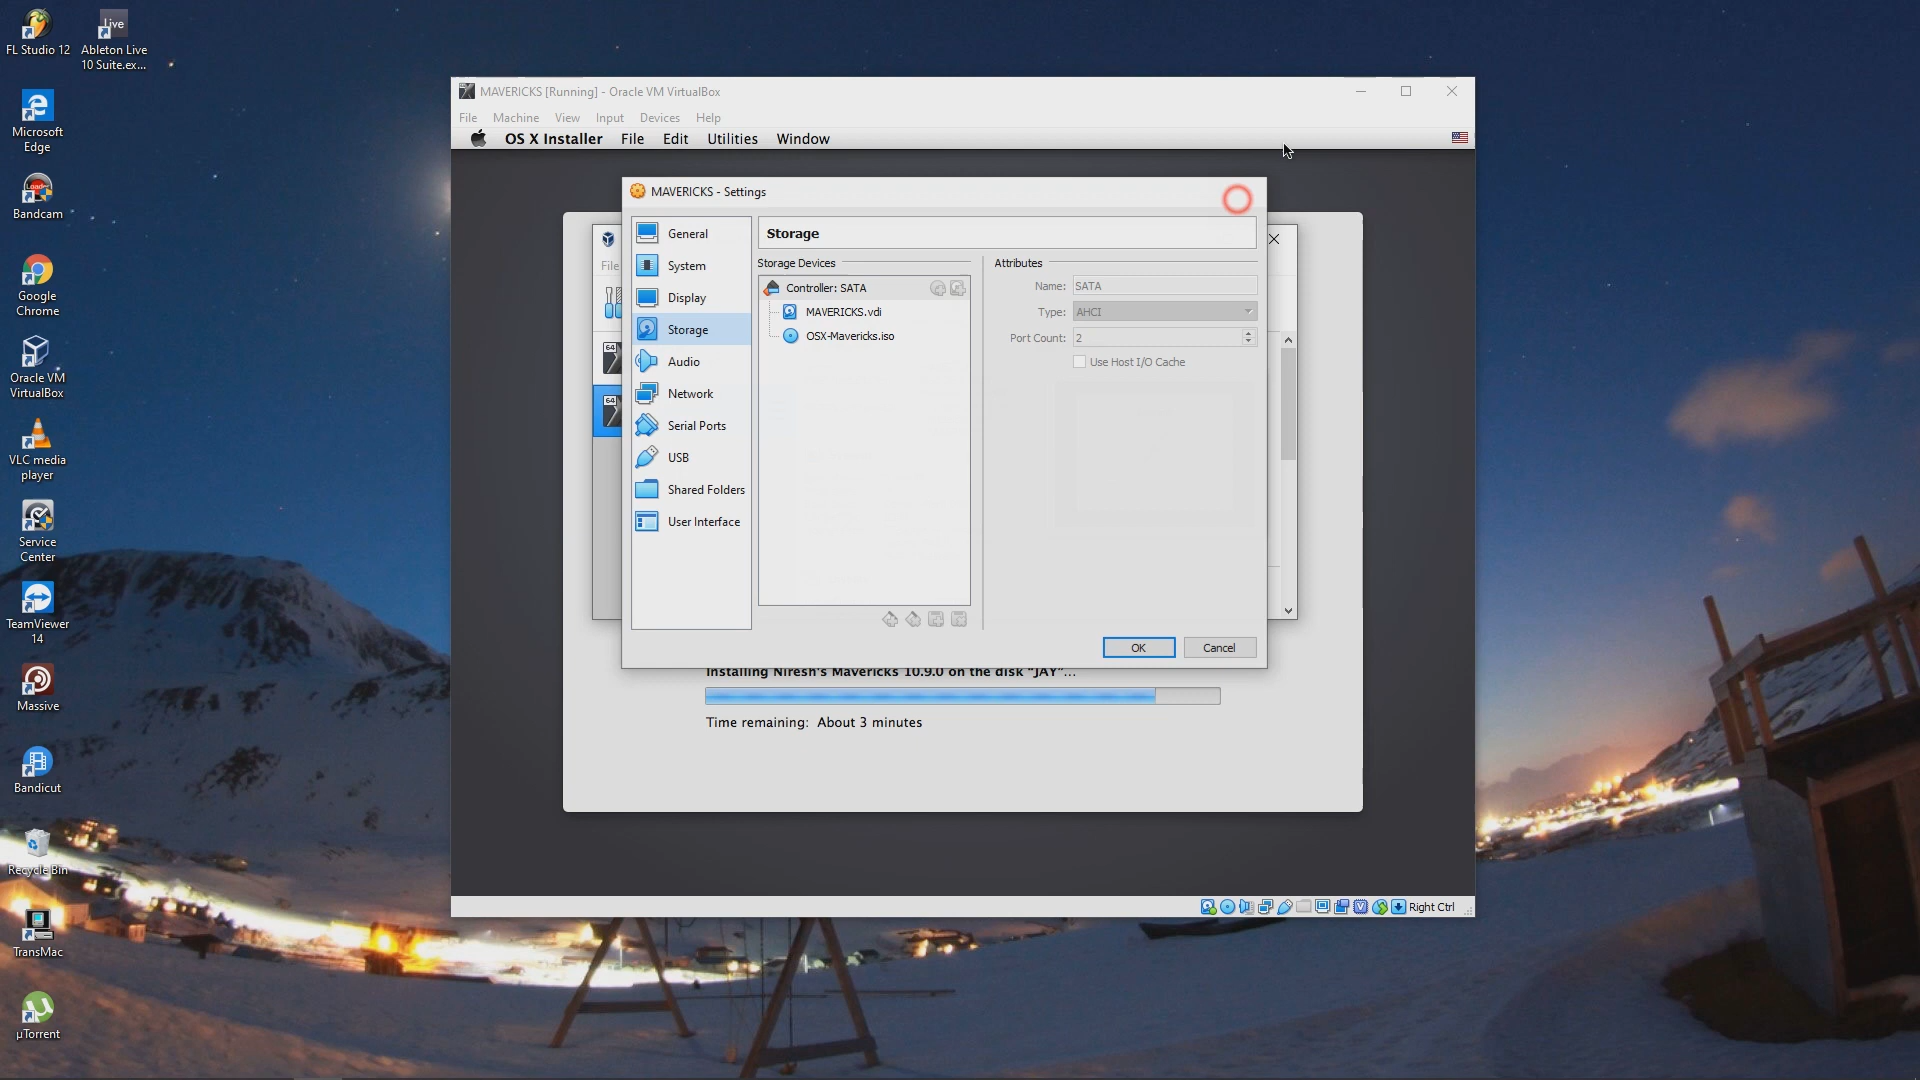 FL Studio 12
Live
Ableton Live
10 Suite.ex...
Microsoft
Edge
Bandcam
Google
Chrome
Oracle VM
VirtualBox
VLC media
player
Service
Center
TeamViewer
14
Massive
Bandicut
Recycle Bin
TransMac
µTorrent
MAVERICKS [Running] - Oracle VM VirtualBox
File Machine View Input Devices Help
OS X Installer File Edit Utilities Window
MAVERICKS - Settings
File
64
64
General
System
Display
Storage
Audio
Network
Serial Ports
USB
Shared Folders
User Interface
Storage
Storage Devices
Controller: SATA
MAVERICKS.vdi
OSX-Mavericks.iso
Attributes
Name: SATA
Type: AHCI
Port Count: 2
Use Host I/O Cache
OK Cancel
Installing Niresh's Mavericks 10.9.0 on the disk "JAY"...
Time remaining: About 3 minutes
Right Ctrl